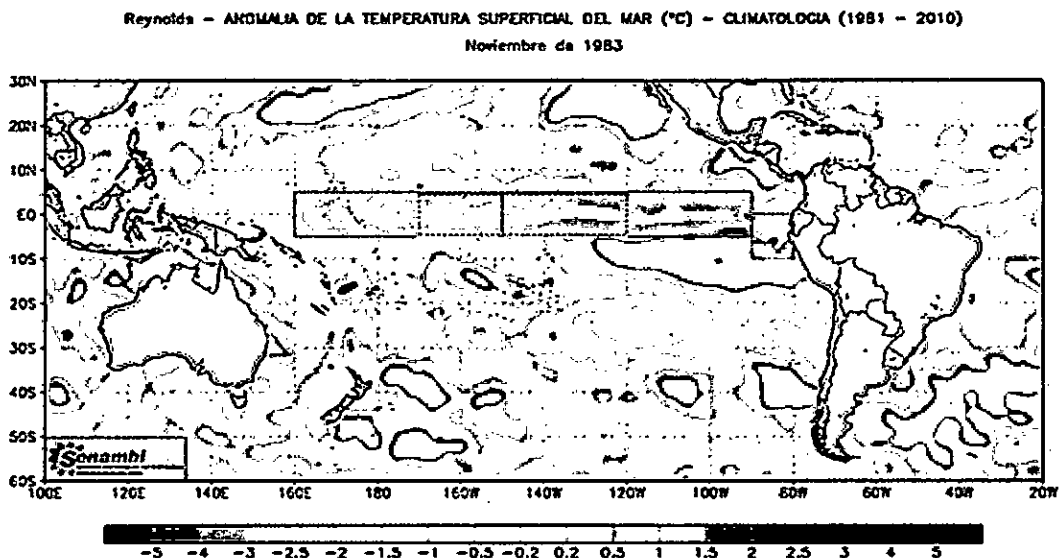 Reynolds - ANOMALIA DE LA TEMPERATURA SUPERFICIAL DEL MAR (°C) - CLIMATOLOGIA (1981 - 2010)
Noviembre de 1983
30N
20N
10N
E0
10S
20S
30S
40S
50S
60S
Senamhi
100E 120E 140E 160E 180 160W 140W 120W 100W 80W 60W 40W 20W
-5 -4 -3 -2.5 -2 -1.5 -1 -0.5 -0.2 0.2 0.5 1 1.5 2 2.5 3 4 5